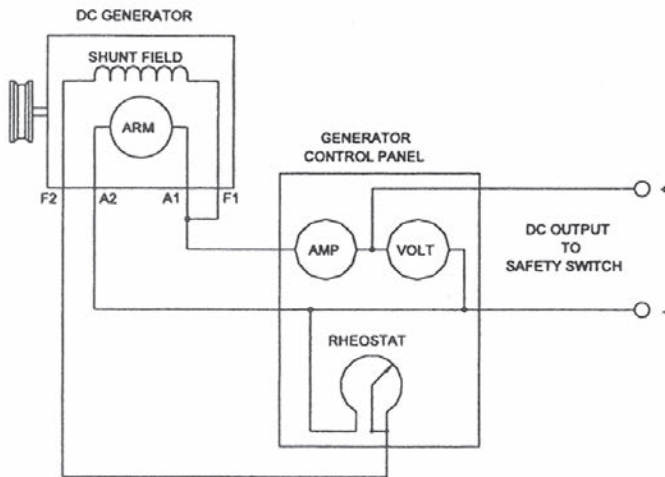 DC GENERATOR
SHUNT FIELD
ARM
F2 A2 A1 F1
GENERATOR
CONTROL PANEL
AMP
VOLT
DC OUTPUT
TO
SAFETY SWITCH
RHEOSTAT